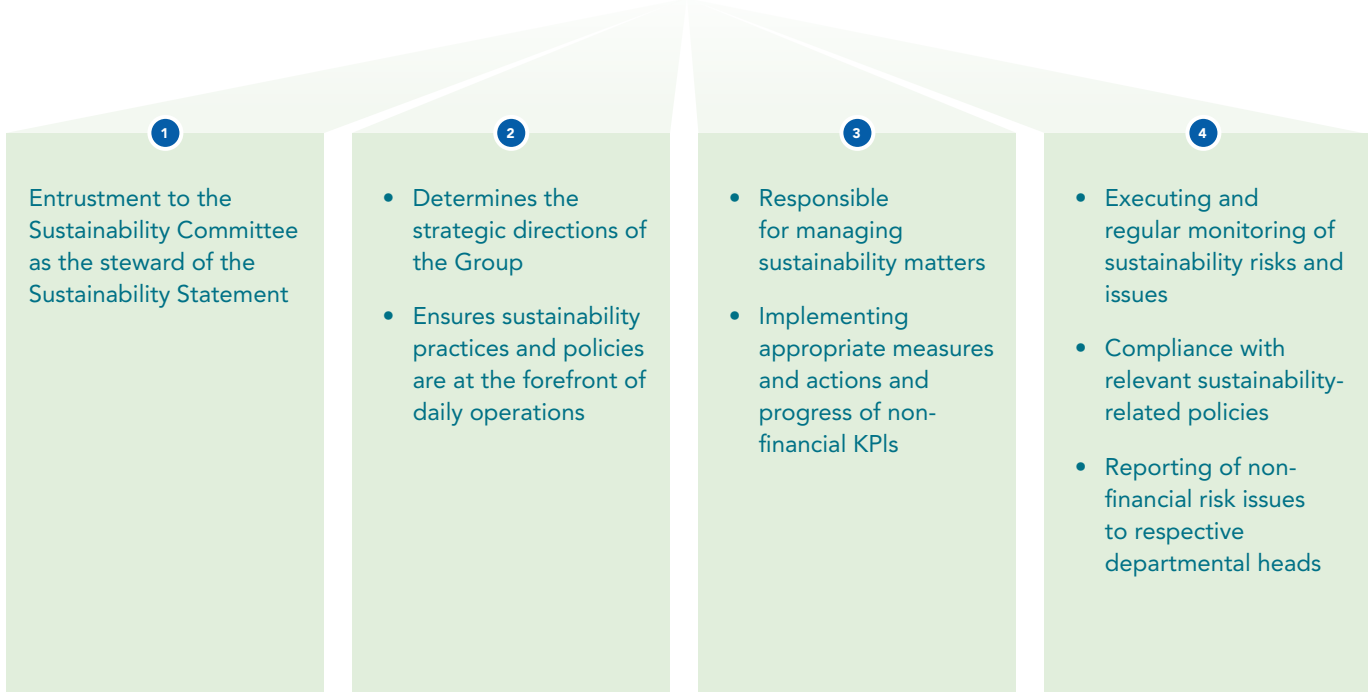 1
Entrustment to the
Sustainability Committee
as the steward of the
Sustainability Statement
2
• Determines the
strategic directions of
the Group
• Ensures sustainability
practices and policies
are at the forefront of
daily operations
3
• Responsible
for managing
sustainability matters
• Implementing
appropriate measures
and actions and
progress of non-
financial KPls
4
• Executing and
regular monitoring of
sustainability risks and
issues
• Compliance with
relevant sustainability-
related policies
• Reporting of non-
financial risk issues
to respective
departmental heads